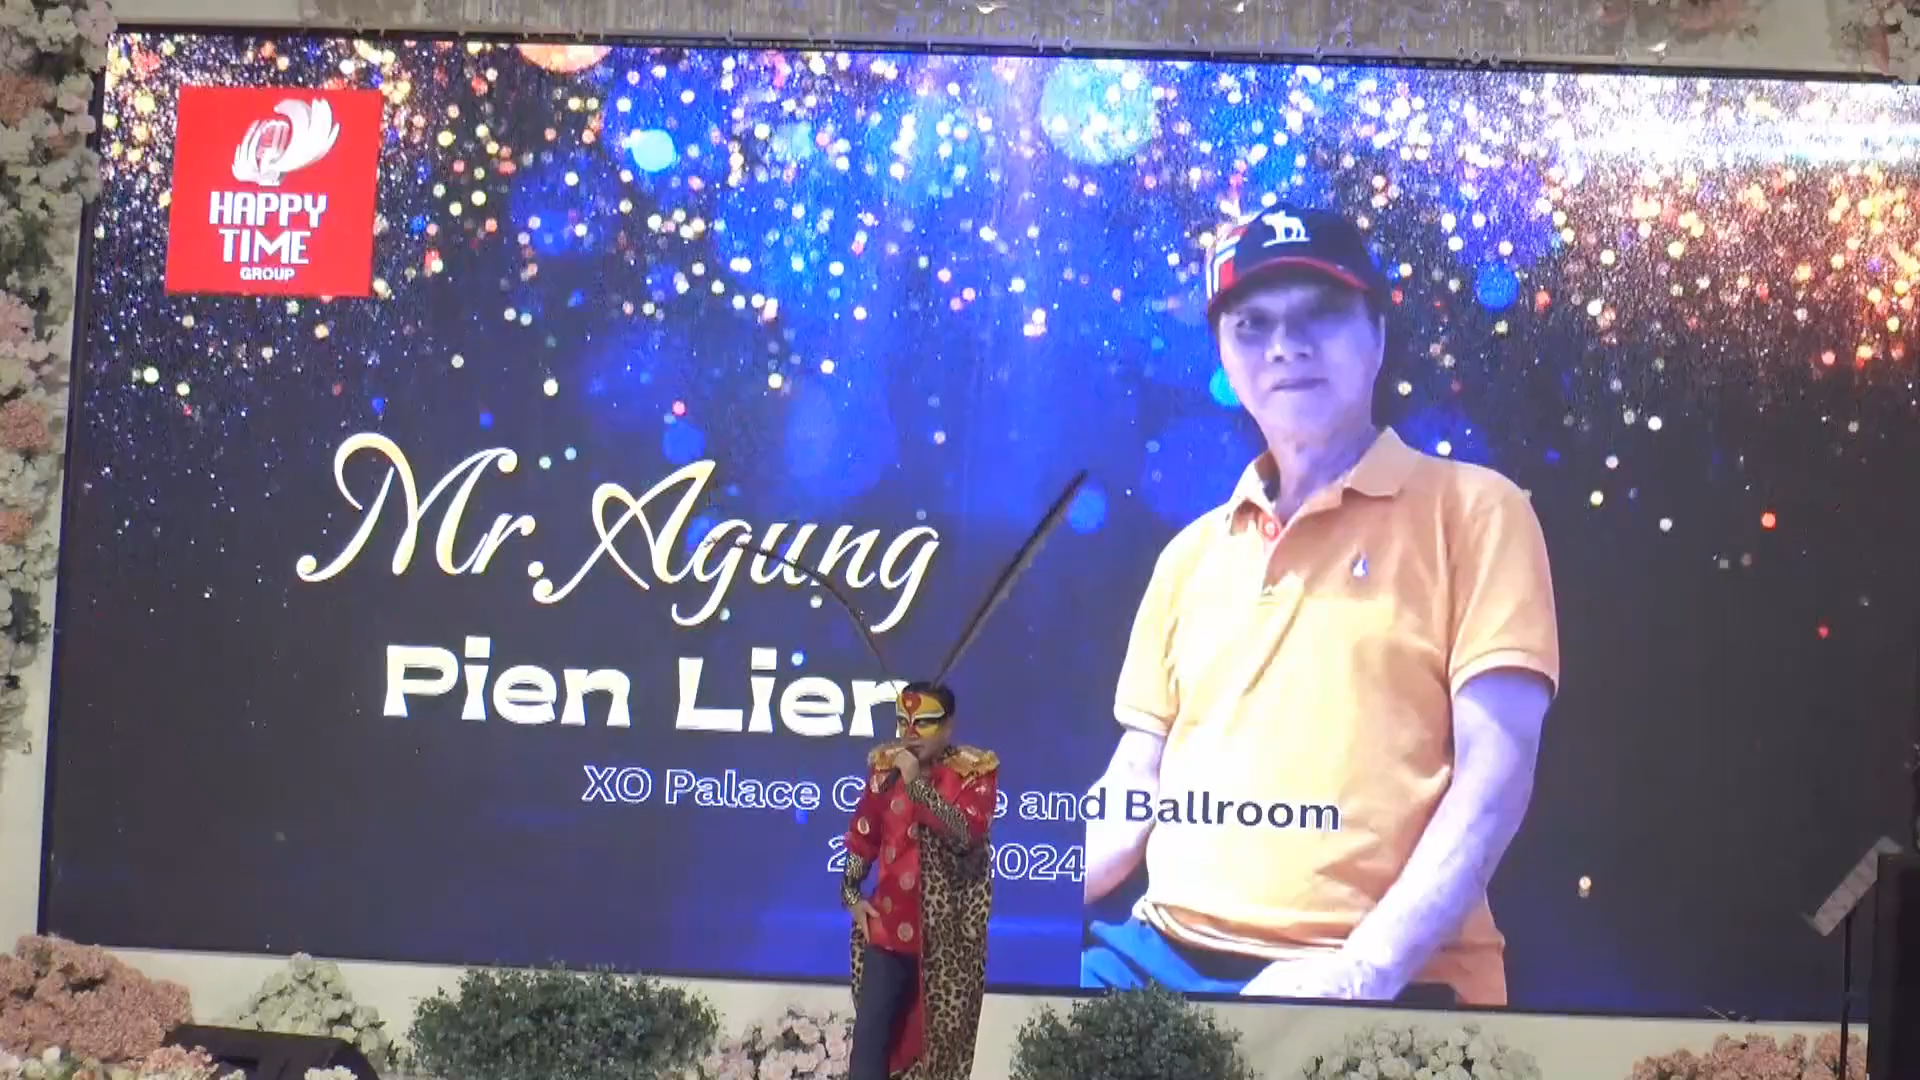 HAPPY
TIME
GROUP
Mr. Agung
Pien Lien
XO Palace and Ballroom
2024